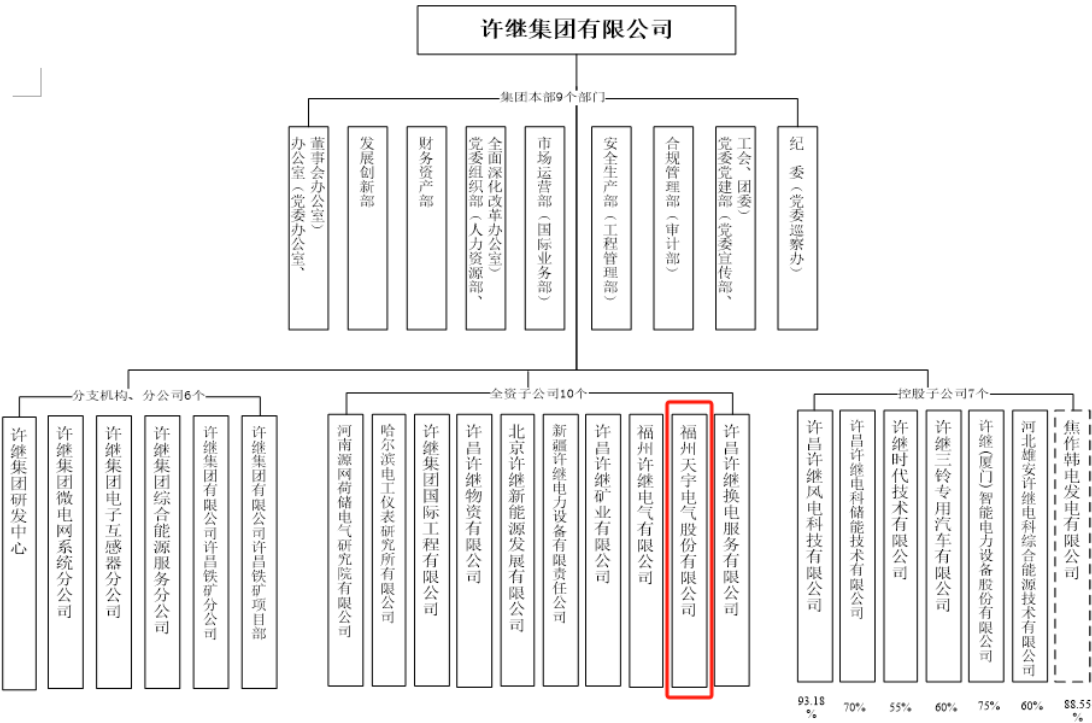 许继集团有限公司
集团本部9个部门
办公室（党委办公室、
董事会办公室）
发展创新部
财务资产部
党委组织部（人力资源部、
全面深化改革办公室）
市场运营部（国际业务部）
安全生产部（工程管理部）
合规管理部（审计部）
党委党建部（党委宣传部、
工会、团委）
纪 委（党委巡察办）
分支机构、分公司6个
许继集团研发中心
许继集团微电网系统分公司
许继集团电子互感器分公司
许继集团综合能源服务分公司
许继集团有限公司许昌铁矿分公司
许继集团有限公司许昌铁矿项目部
全资子公司10个
河南源网荷储电气研究院有限公司
哈尔滨电工仪表研究所有限公司
许继集团国际工程有限公司
许昌许继物资有限公司
北京许继新能源发展有限公司
新疆许继电力设备有限责任公司
许昌许继矿业有限公司
福州许继电气有限公司
福州天宇电气股份有限公司
许昌许继换电服务有限公司
控股子公司7个
许昌许继风电科技有限公司
许昌许继电科储能技术有限公司
许继时代技术有限公司
许继三铃专用汽车有限公司
许继(厦门)智能电力设备股份有限公司
河北雄安许继电科综合能源技术有限公司
焦作韩电发电有限公司
93.18
%
70%
55%
60%
75%
60%
88.55
%